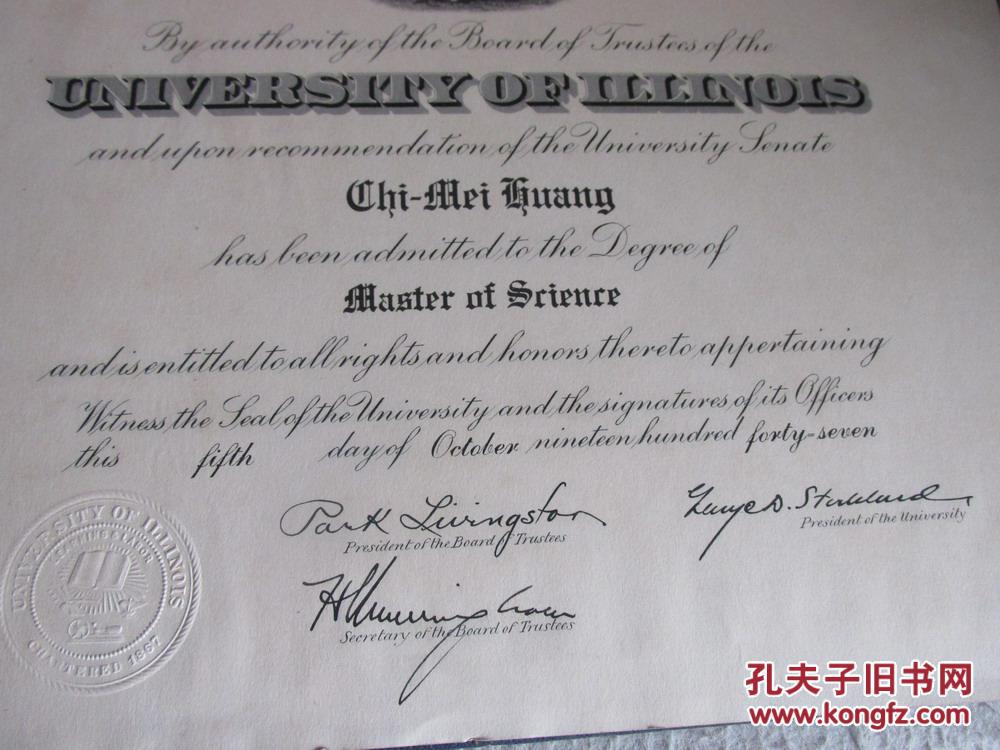 By authority of the Board of Trustees of the
UNIVERSITY OF ILLINOIS
and upon recommendation of the University Senate
Chi-Mei Huang
has been admitted to the Degree of
Master of Science
and is entitled to all rights and honors thereto appertaining
Witness the Seal of the University and the signatures of its Officers
this fifth day of October nineteen hundred forty-seven
Park Livingston
President of the Board of Trustees
George D. Stoddard
President of the University
H E Cunningham
Secretary of the Board of Trustees
UNIVERSITY OF ILLINOIS
LEARNING & LABOR
CHARTERED 1867
孔夫子旧书网
www.kongfz.com